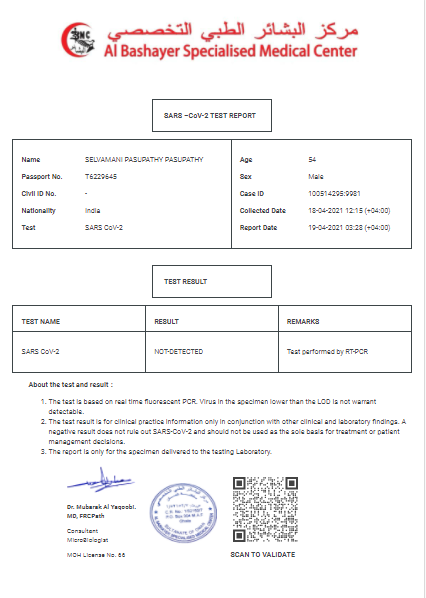 مركز البشائر الطبي التخصصي
Al Bashayer Specialised Medical Center
SARS –CoV-2 TEST REPORT
Name SELVAMANI PASUPATHY PASUPATHY
Passport No. T6229645
Civil ID No. -
Nationality India
Test SARS CoV-2
Age 54
Sex Male
Case ID 100514295:9981
Collected Date 18-04-2021 12:15 (+04:00)
Report Date 19-04-2021 03:28 (+04:00)
TEST RESULT
TEST NAME RESULT REMARKS
SARS CoV-2 NOT-DETECTED Test performed by RT-PCR
About the test and result :
1. The test is based on real time fluorescent PCR. Virus in the specimen lower than the LOD is not warrant
detectable.
2. The test result is for clinical practice information only in conjunction with other clinical and laboratory findings. A
negative result does not rule out SARS-CoV-2 and should not be used as the sole basis for treatment or patient
management decisions.
3. The report is only for the specimen delivered to the testing Laboratory.
Dr. Mubarak Al Yaqoobi.
MD, FRCPath
Consultant
Microbiologist
MOH License No. 66
SCAN TO VALIDATE